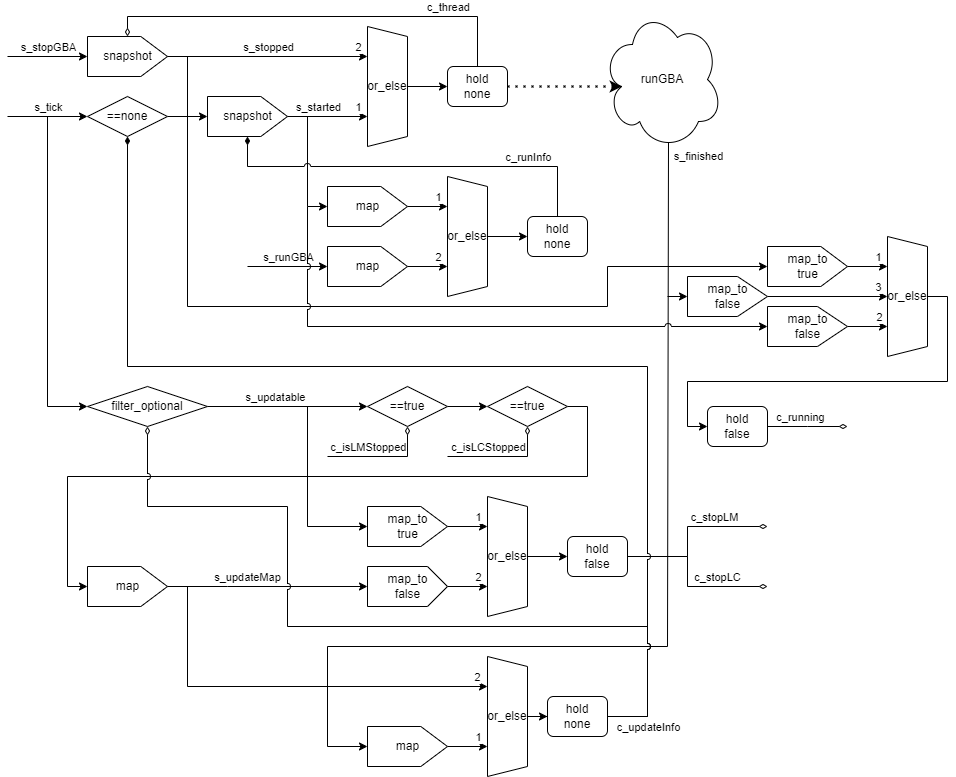 c_thread
s_stopGBA
snapshot
s_stopped
2
or_else
hold
none
runGBA
s_tick
==none
snapshot
s_started
1
s_finished
c_runInfo
map
1
or_else
hold
none
s_runGBA
map
2
map_to
true
1
map_to
false
3
or_else
map_to
false
2
filter_optional
s_updatable
==true
==true
c_isLMStopped
c_isLCStopped
hold
false
c_running
map_to
true
1
or_else
hold
false
c_stopLM
c_stopLC
map
s_updateMap
map_to
false
2
2
or_else
hold
none
c_updateInfo
map
1